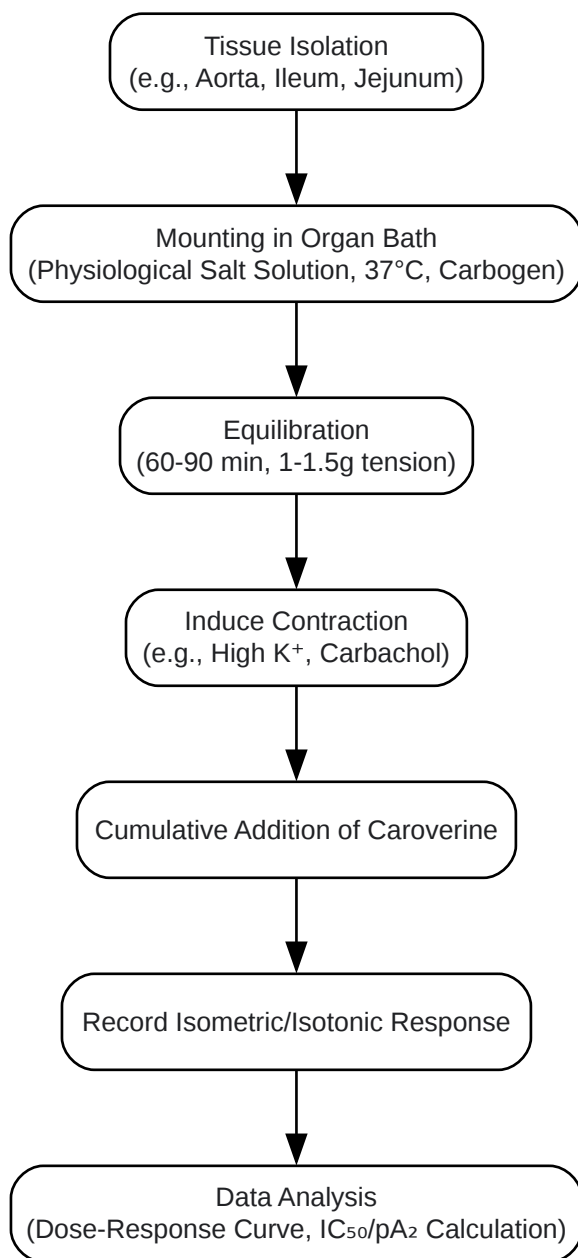 Tissue Isolation
(e.g., Aorta, Ileum, Jejunum)
Mounting in Organ Bath
(Physiological Salt Solution, 37°C, Carbogen)
Equilibration
(60-90 min, 1-1.5g tension)
Induce Contraction
(e.g., High K⁺, Carbachol)
Cumulative Addition of Caroverine
Record Isometric/Isotonic Response
Data Analysis
(Dose-Response Curve, IC₅₀/pA₂ Calculation)